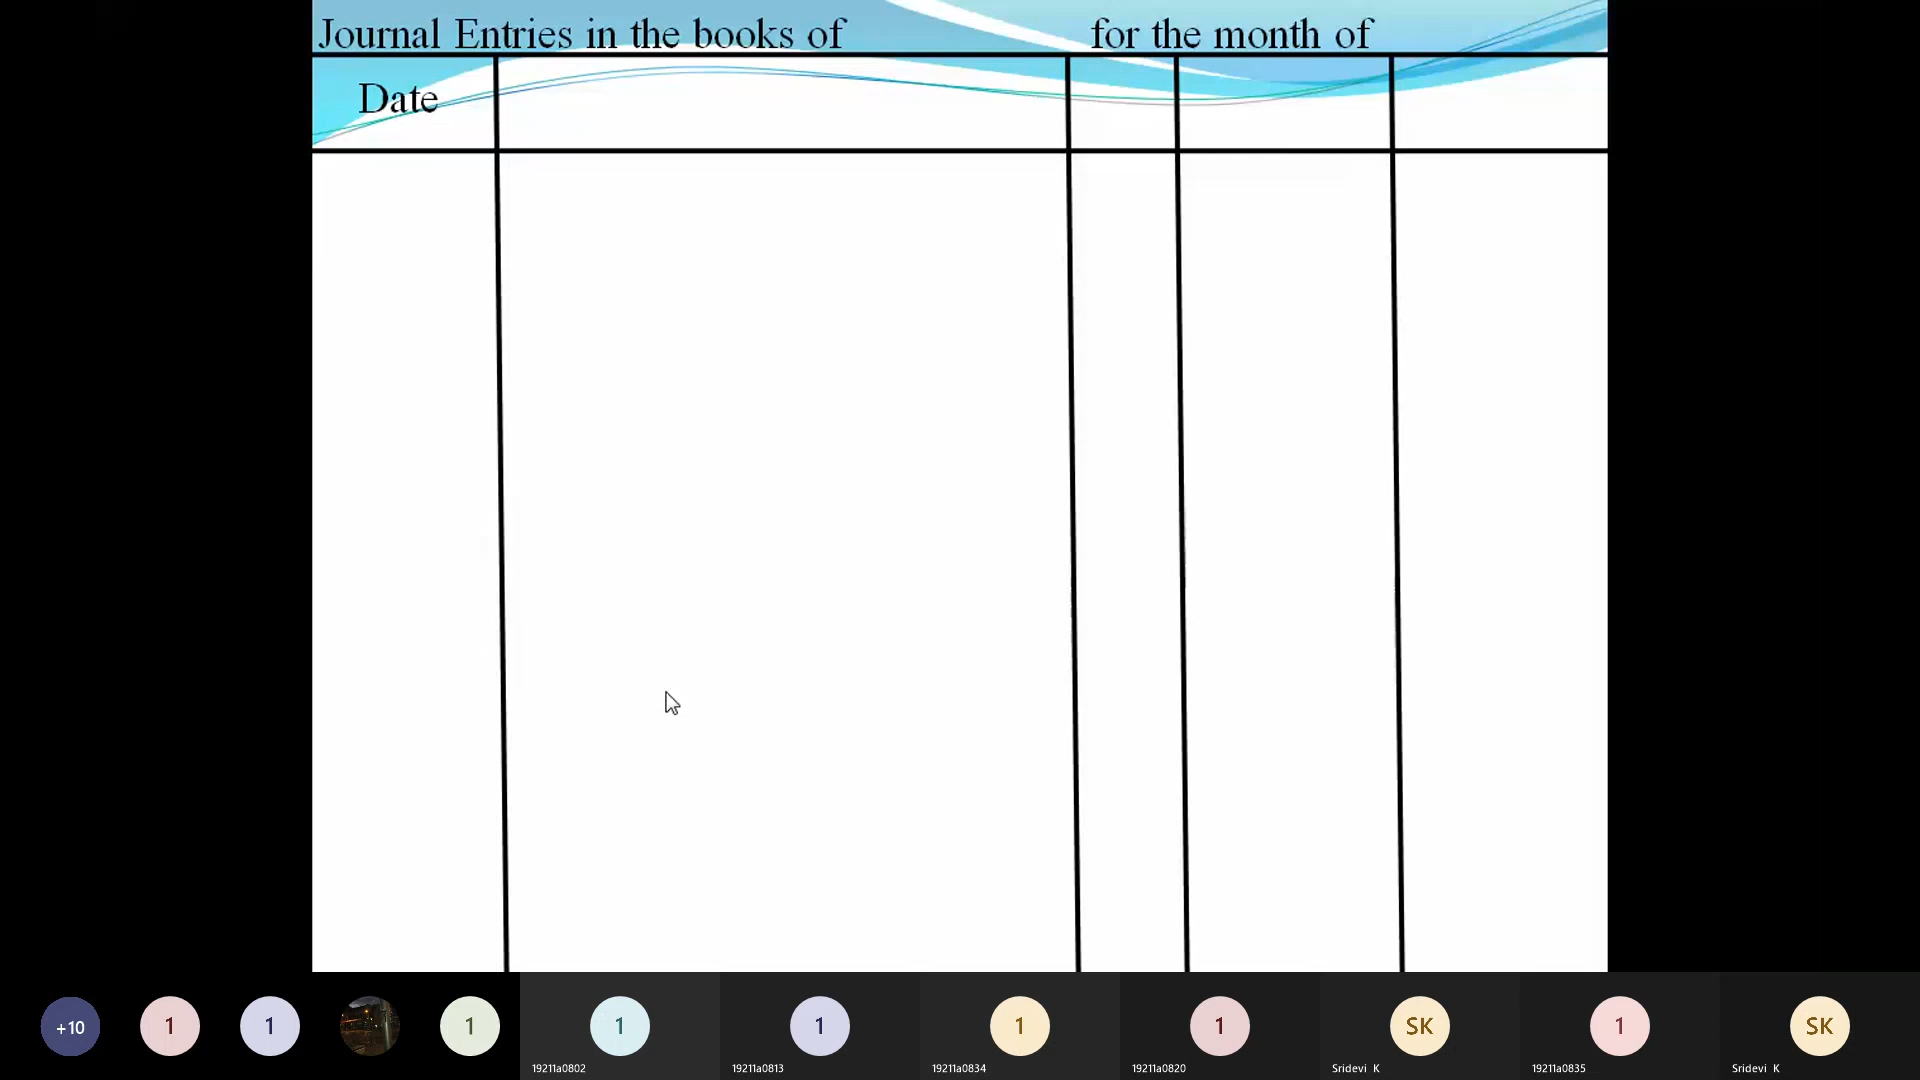 Journal Entries in the books of for the month of
Date
+10
1
1
1
1
1
1
1
SK
1
SK
19211a0802
19211a0813
19211a0834
19211a0820
Sridevi K
19211a0835
Sridevi K